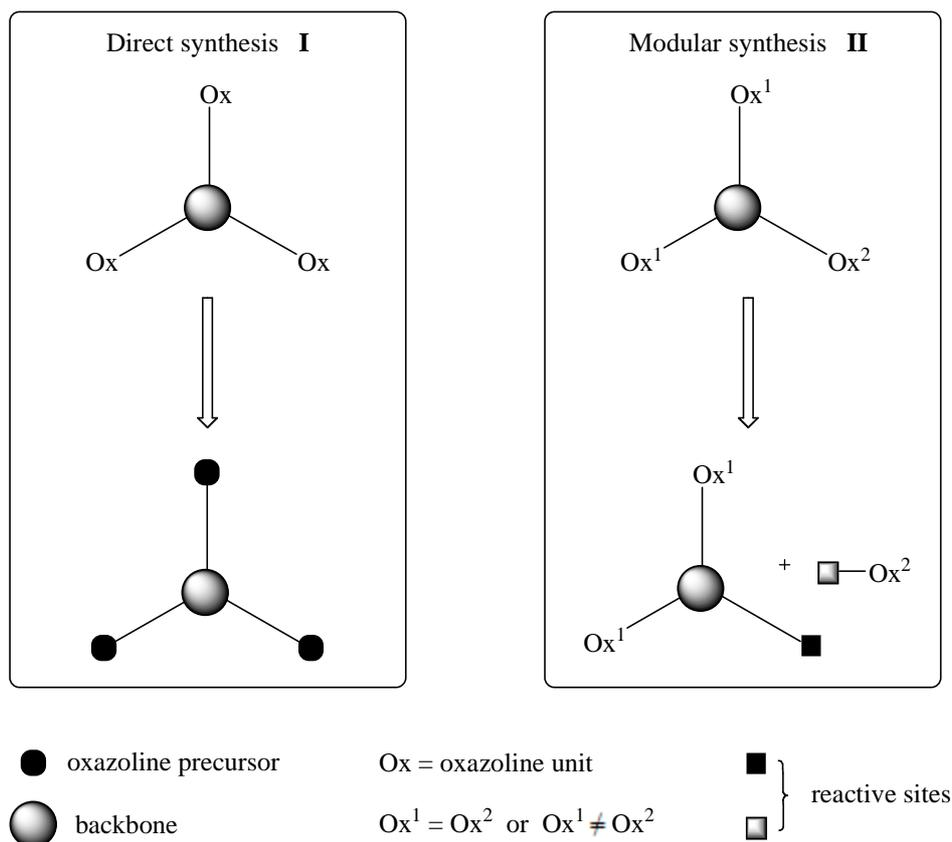 Direct synthesis I
Ox
Ox Ox
Modular synthesis II
Ox¹
Ox¹ Ox²
Ox¹
+ Ox²
Ox¹
oxazoline precursor
backbone
Ox = oxazoline unit
Ox¹ = Ox² or Ox¹ ≠ Ox²
reactive sites